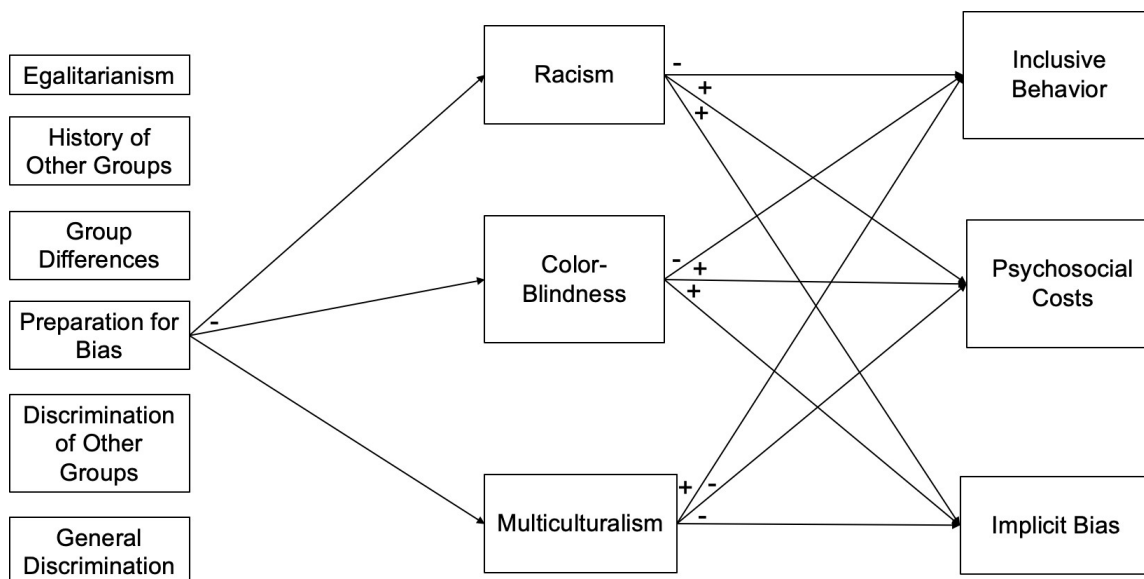 Egalitarianism
History of
Other Groups
Group
Differences
Preparation for
Bias
Discrimination
of Other
Groups
General
Discrimination
-
Racism
Color-
Blindness
Multiculturalism
-
+
+
-
+
+
+
-
-
Inclusive
Behavior
Psychosocial
Costs
Implicit Bias